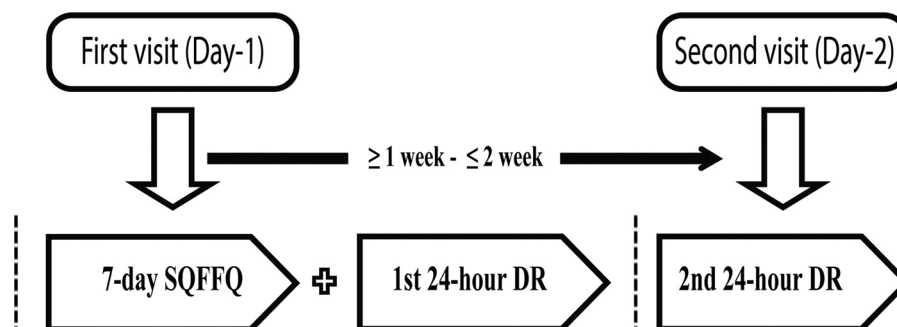 First visit (Day-1)
Second visit (Day-2)
≥ 1 week - ≤ 2 week
7-day SQFFQ
1st 24-hour DR
2nd 24-hour DR